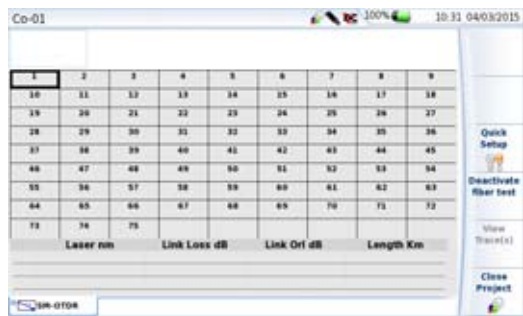 Co-01 100% 10:31 04/03/2015
1 2 3 4 5 6 7 8 9
10 11 12 13 14 15 16 17 18
19 20 21 22 23 24 25 26 27
28 29 30 31 32 33 34 35 36
37 38 39 40 41 42 43 44 45
46 47 48 49 50 51 52 53 54
55 56 57 58 59 60 61 62 63
64 65 66 67 68 69 70 71 72
73 74 75
Laser nm Link Loss dB Link Orl dB Length Km
Quick
Setup
Deactivate
fiber test
View
Trace(s)
Close
Project
SM-OTDR